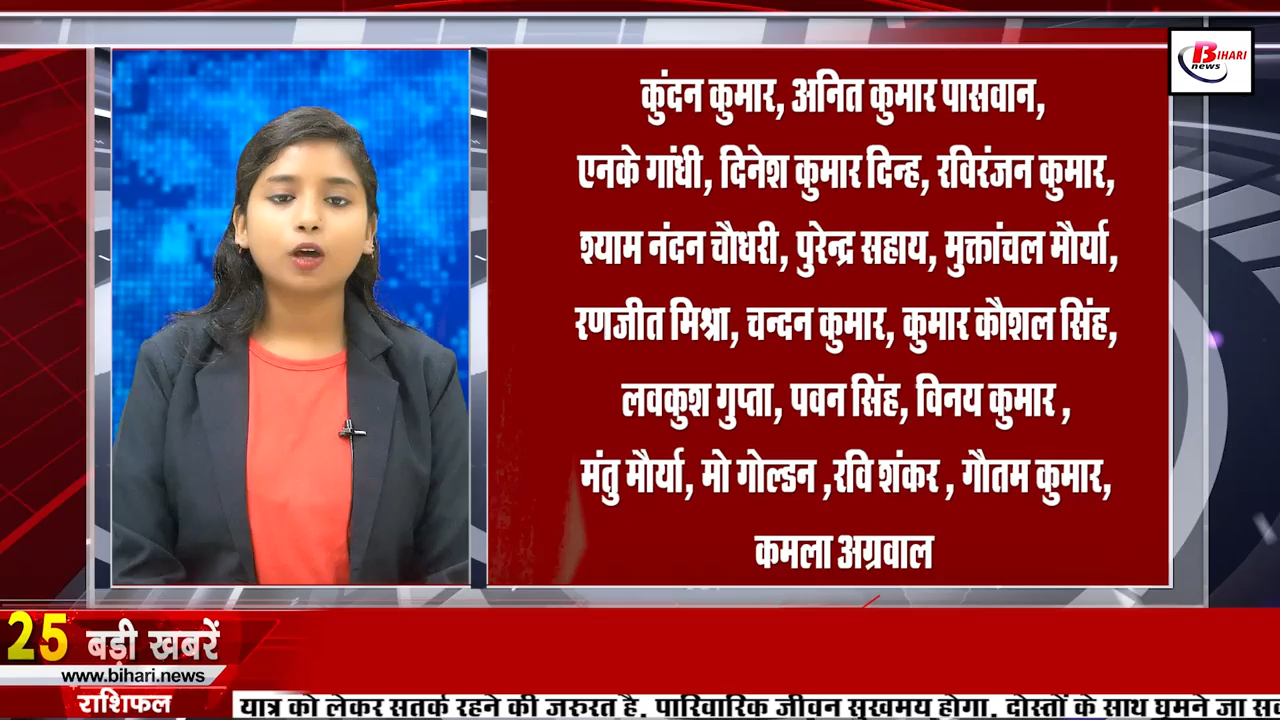 BIHARI
news
कुंदन कुमार, अनित कुमार पासवान,
एनके गांधी, दिनेश कुमार दिन्ह, रविरंजन कुमार,
श्याम नंदन चौधरी, पुरेन्द्र सहाय, मुक्तांचल मौर्या,
रणजीत मिश्रा, चन्दन कुमार, कुमार कौशल सिंह,
लवकुश गुप्ता, पवन सिंह, विनय कुमार ,
मंतु मौर्या, मो गोल्डन ,रवि शंकर , गौतम कुमार,
कमला अग्रवाल
25 बड़ी खबरें
www.bihari.news
राशिफल
यात्र को लेकर सतर्क रहने की जरुरत है. पारिवारिक जीवन सुखमय होगा. दोस्तों के साथ घुमने जा